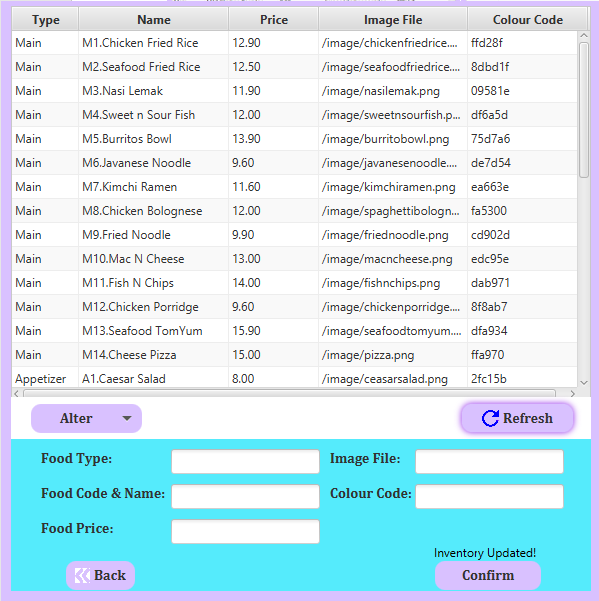 Type Name Price Image File Colour Code
Main M1.Chicken Fried Rice 12.90 /image/chickenfriedrice.... ffd28f
Main M2.Seafood Fried Rice 12.50 /image/seafoodfriedrice.... 8dbd1f
Main M3.Nasi Lemak 11.90 /image/nasilemak.png 09581e
Main M4.Sweet n Sour Fish 12.00 /image/sweetnsourfish.p... df6a5d
Main M5.Burritos Bowl 13.90 /image/burritobowl.png 75d7a6
Main M6.Javanese Noodle 9.60 /image/javanesenoodle.... de7d54
Main M7.Kimchi Ramen 11.60 /image/kimchiramen.png ea663e
Main M8.Chicken Bolognese 12.00 /image/spaghettibologn... fa5300
Main M9.Fried Noodle 9.90 /image/friednoodle.png cd902d
Main M10.Mac N Cheese 13.00 /image/macncheese.png edc95e
Main M11.Fish N Chips 14.00 /image/fishnchips.png dab971
Main M12.Chicken Porridge 9.60 /image/chickenporridge.... 8f8ab7
Main M13.Seafood TomYum 15.90 /image/seafoodtomyum.... dfa934
Main M14.Cheese Pizza 15.00 /image/pizza.png ffa970
Appetizer A1.Caesar Salad 8.00 /image/ceasarsalad.png 2fc15b
Alter Refresh
Food Type: Image File:
Food Code & Name: Colour Code:
Food Price:
Inventory Updated!
Back Confirm